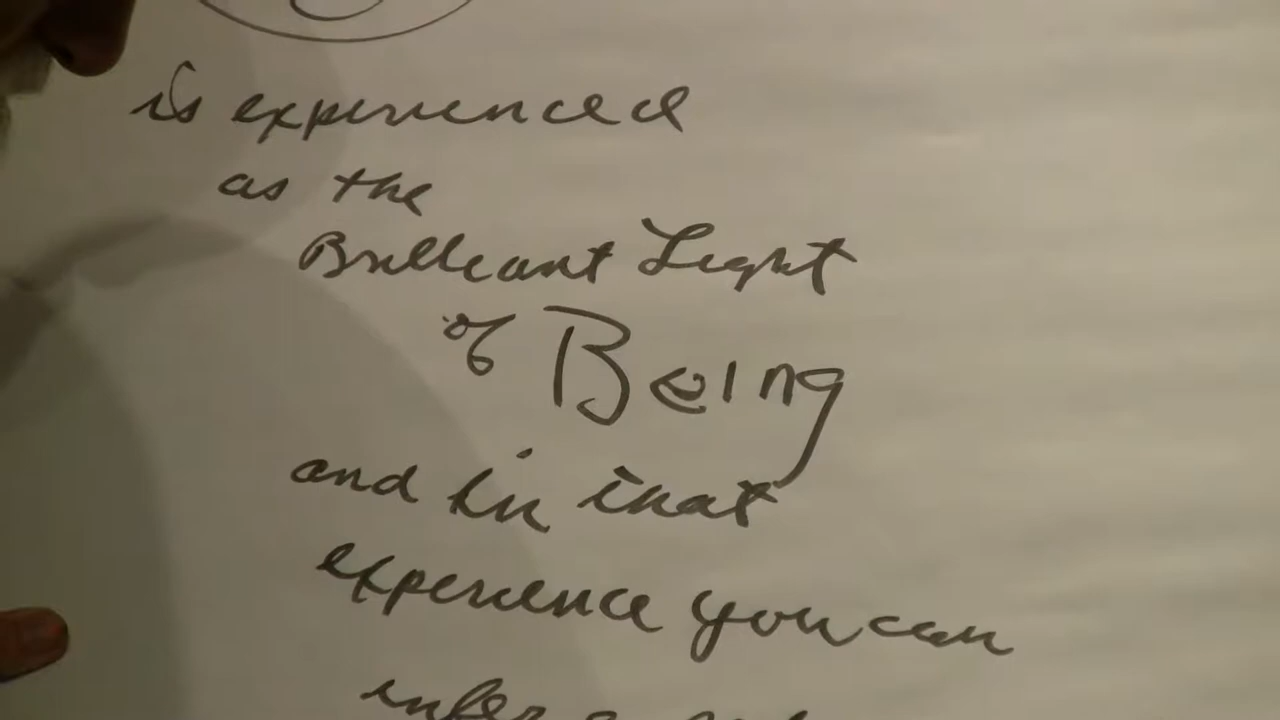 is experienced
as the
Brilliant Light
of Being
and in that
experience you can